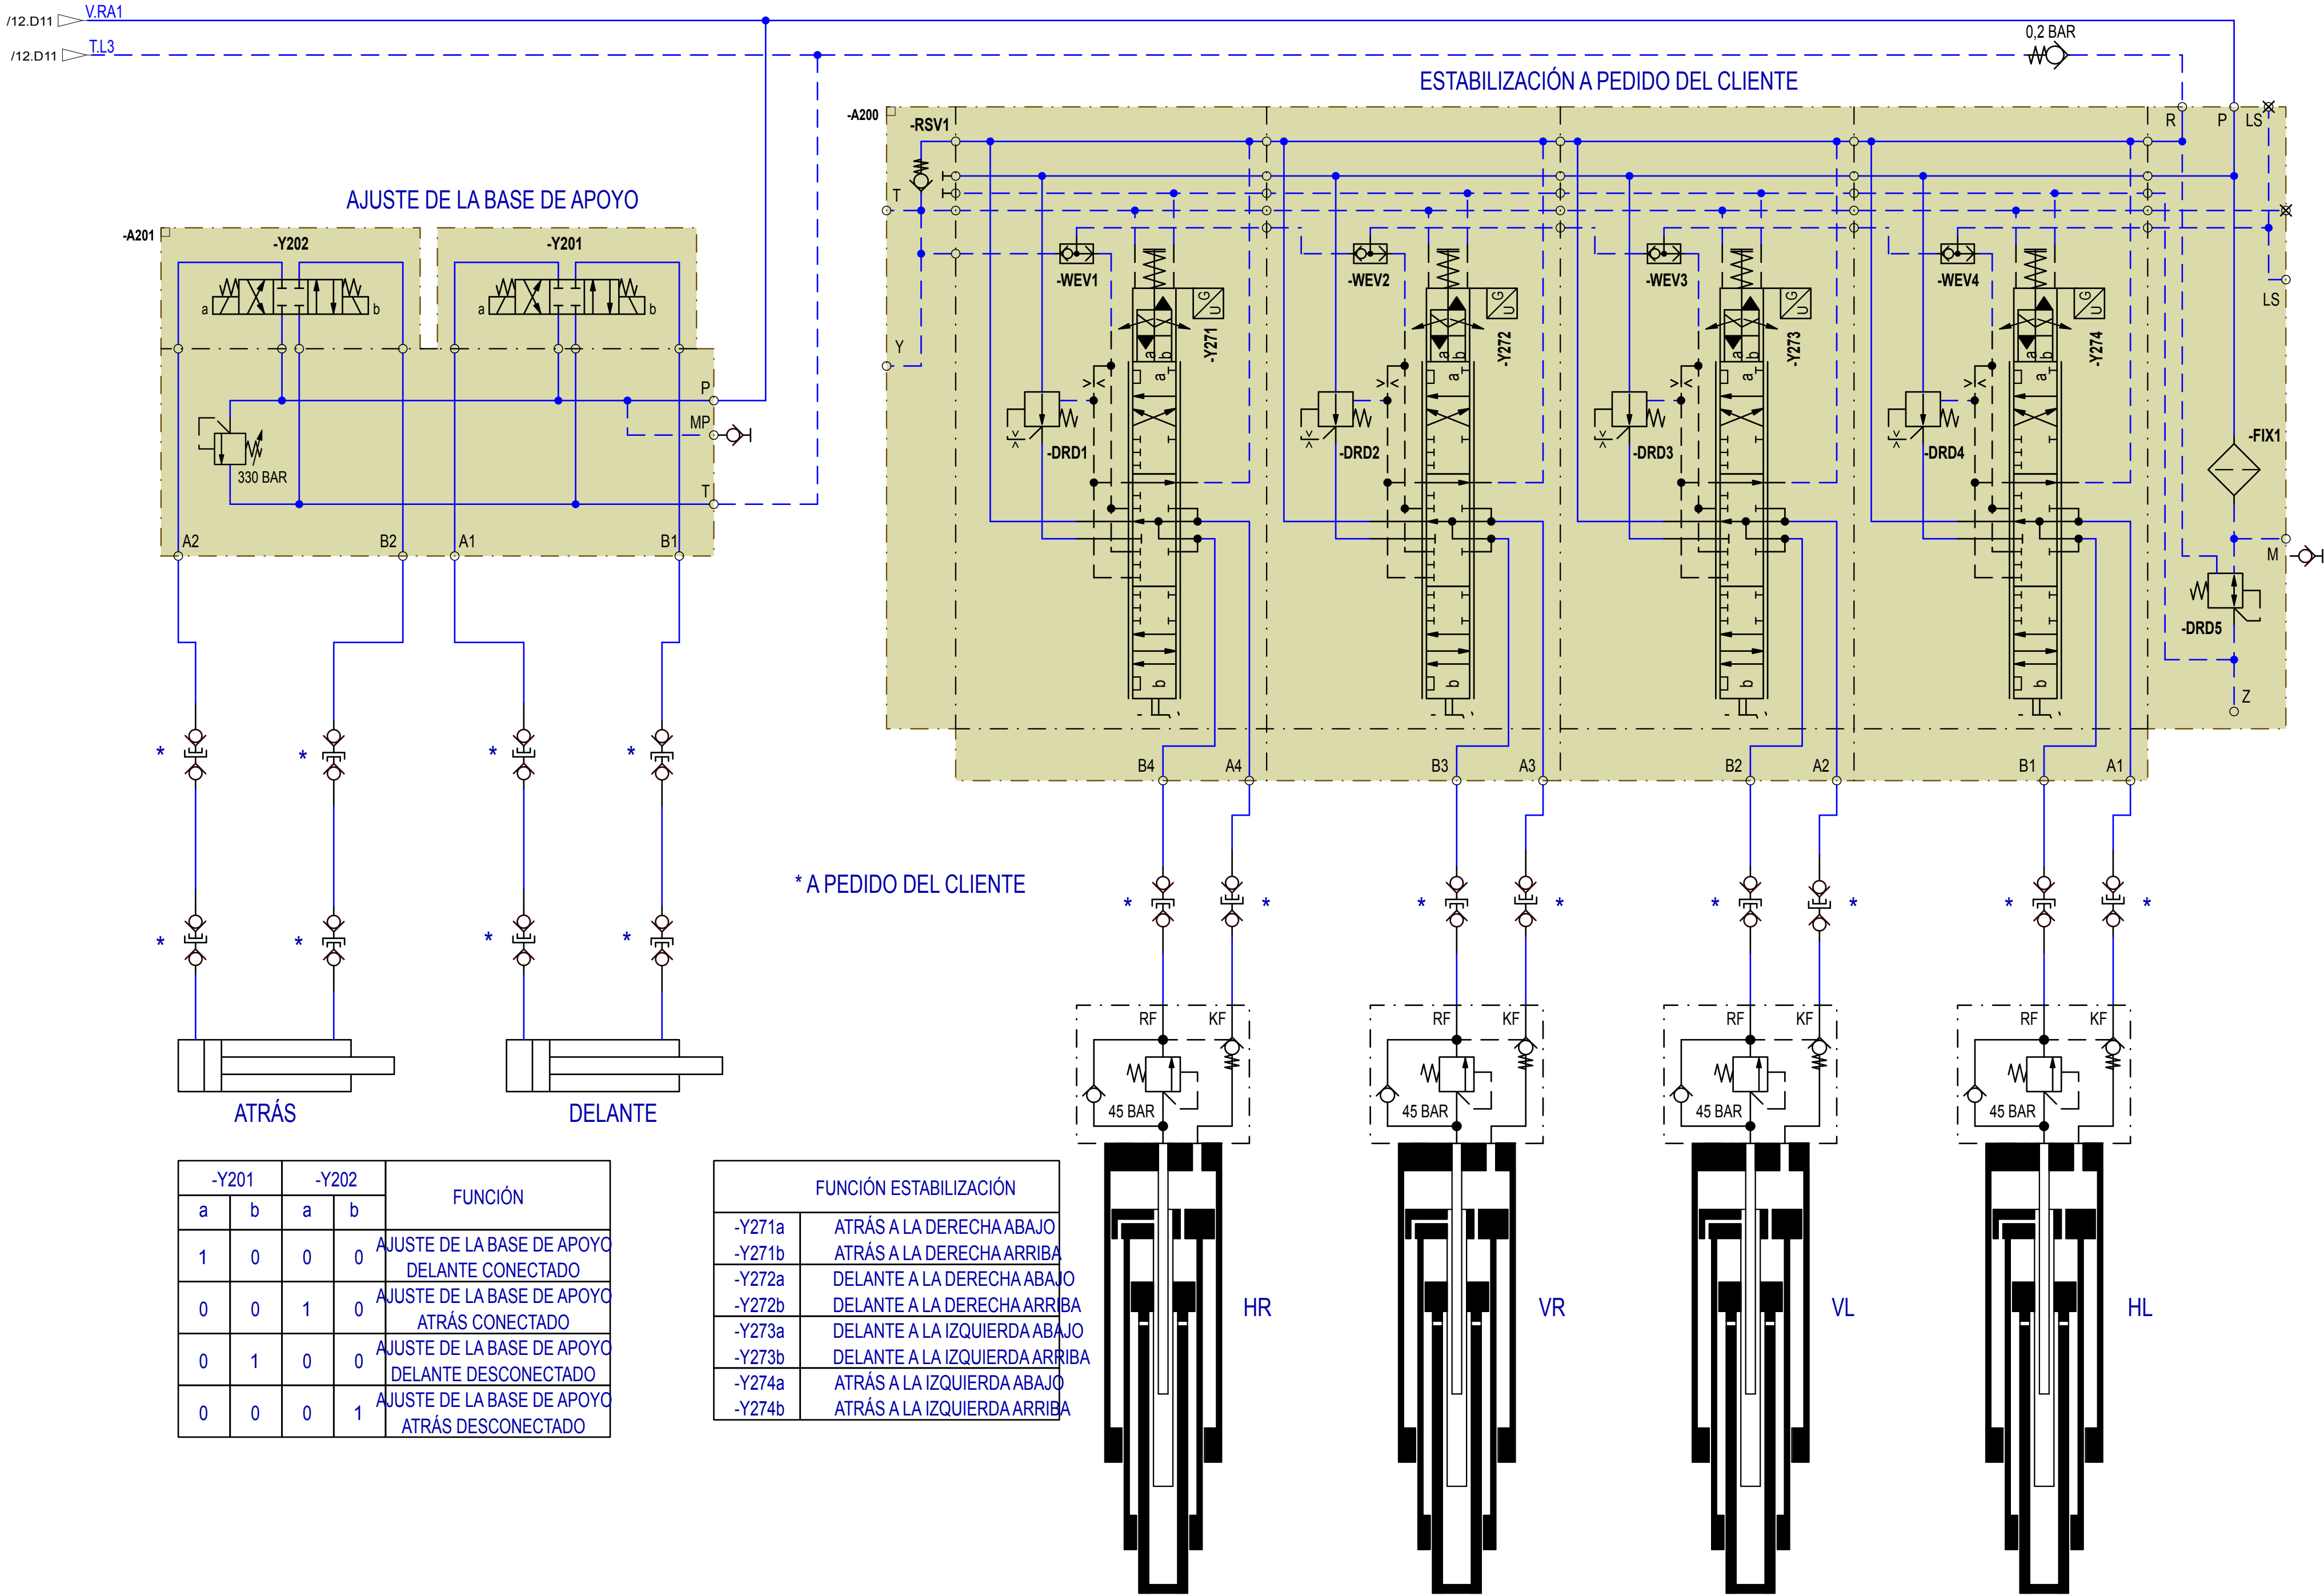 /12.D11 V.RA1
/12.D11 T.L3
0,2 BAR
ESTABILIZACIÓN A PEDIDO DEL CLIENTE
-A200
-RSV1
R P LS
T
Y
-WEV1 -WEV2 -WEV3 -WEV4
LS
G U G U G U G U
-Y271 -Y272 -Y273 -Y274
a b a b a b a b
a a a a
-DRD1 -DRD2 -DRD3 -DRD4
-FIX1
M
-DRD5
Z
b b b b
B4 A4 B3 A3 B2 A2 B1 A1
AJUSTE DE LA BASE DE APOYO
-A201
-Y202 -Y201
a b a b
P
MP
330 BAR
T
A2 B2 A1 B1
* * * *
* * * *
* A PEDIDO DEL CLIENTE
* * * * * * * *
RF KF RF KF RF KF RF KF
45 BAR 45 BAR 45 BAR 45 BAR
ATRÁS DELANTE
HR VR VL HL
-Y201 -Y202 FUNCIÓN
a b a b
1 0 0 0 AJUSTE DE LA BASE DE APOYO
DELANTE CONECTADO
0 0 1 0 AJUSTE DE LA BASE DE APOYO
ATRÁS CONECTADO
0 1 0 0 AJUSTE DE LA BASE DE APOYO
DELANTE DESCONECTADO
0 0 0 1 AJUSTE DE LA BASE DE APOYO
ATRÁS DESCONECTADO
FUNCIÓN ESTABILIZACIÓN
-Y271a ATRÁS A LA DERECHA ABAJO
-Y271b ATRÁS A LA DERECHA ARRIBA
-Y272a DELANTE A LA DERECHA ABAJO
-Y272b DELANTE A LA DERECHA ARRIBA
-Y273a DELANTE A LA IZQUIERDA ABAJO
-Y273b DELANTE A LA IZQUIERDA ARRIBA
-Y274a ATRÁS A LA IZQUIERDA ABAJO
-Y274b ATRÁS A LA IZQUIERDA ARRIBA